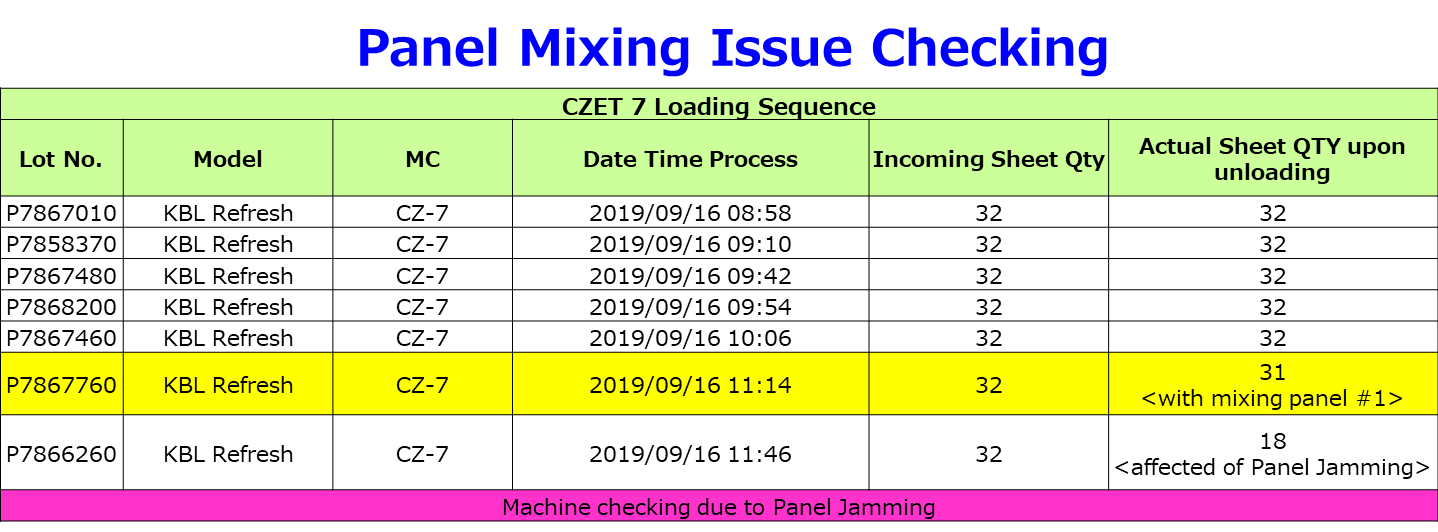 Panel Mixing Issue Checking
CZET 7 Loading Sequence
Lot No. Model MC Date Time Process Incoming Sheet Qty Actual Sheet QTY upon
unloading
P7867010 KBL Refresh CZ-7 2019/09/16 08:58 32 32
P7858370 KBL Refresh CZ-7 2019/09/16 09:10 32 32
P7867480 KBL Refresh CZ-7 2019/09/16 09:42 32 32
P7868200 KBL Refresh CZ-7 2019/09/16 09:54 32 32
P7867460 KBL Refresh CZ-7 2019/09/16 10:06 32 32
P7867760 KBL Refresh CZ-7 2019/09/16 11:14 32 31
<with mixing panel #1>
P7866260 KBL Refresh CZ-7 2019/09/16 11:46 32 18
<affected of Panel Jamming>
Machine checking due to Panel Jamming